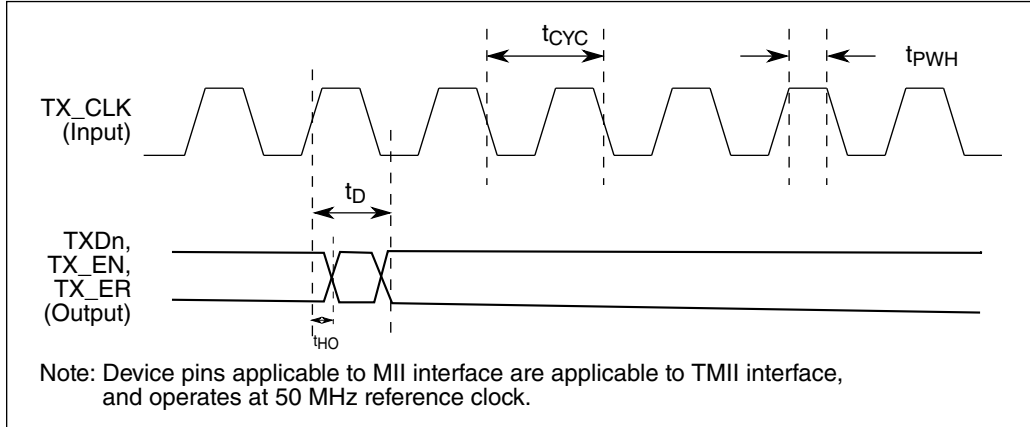 tCYC
tPWH
TX_CLK
(Input)
tD
TXDn,
TX_EN,
TX_ER
(Output)
tHO
Note: Device pins applicable to MII interface are applicable to TMII interface,
and operates at 50 MHz reference clock.